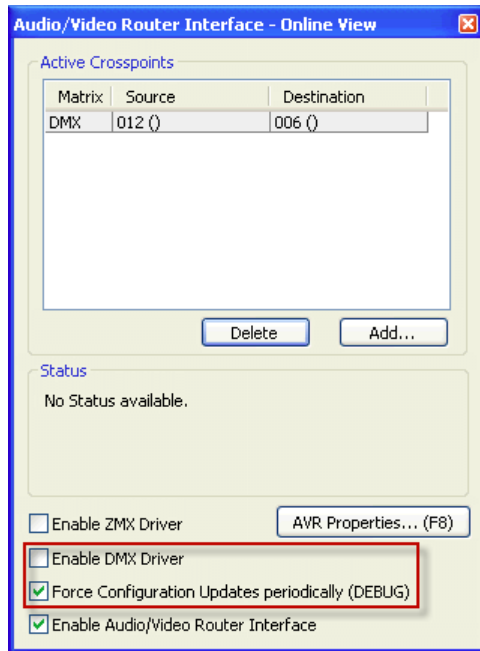 Audio/Video Router Interface - Online View
Active Crosspoints
Matrix Source Destination
DMX 012 () 006 ()
Delete Add...
Status
No Status available.
Enable ZMX Driver AVR Properties... (F8)
Enable DMX Driver
Force Configuration Updates periodically (DEBUG)
Enable Audio/Video Router Interface